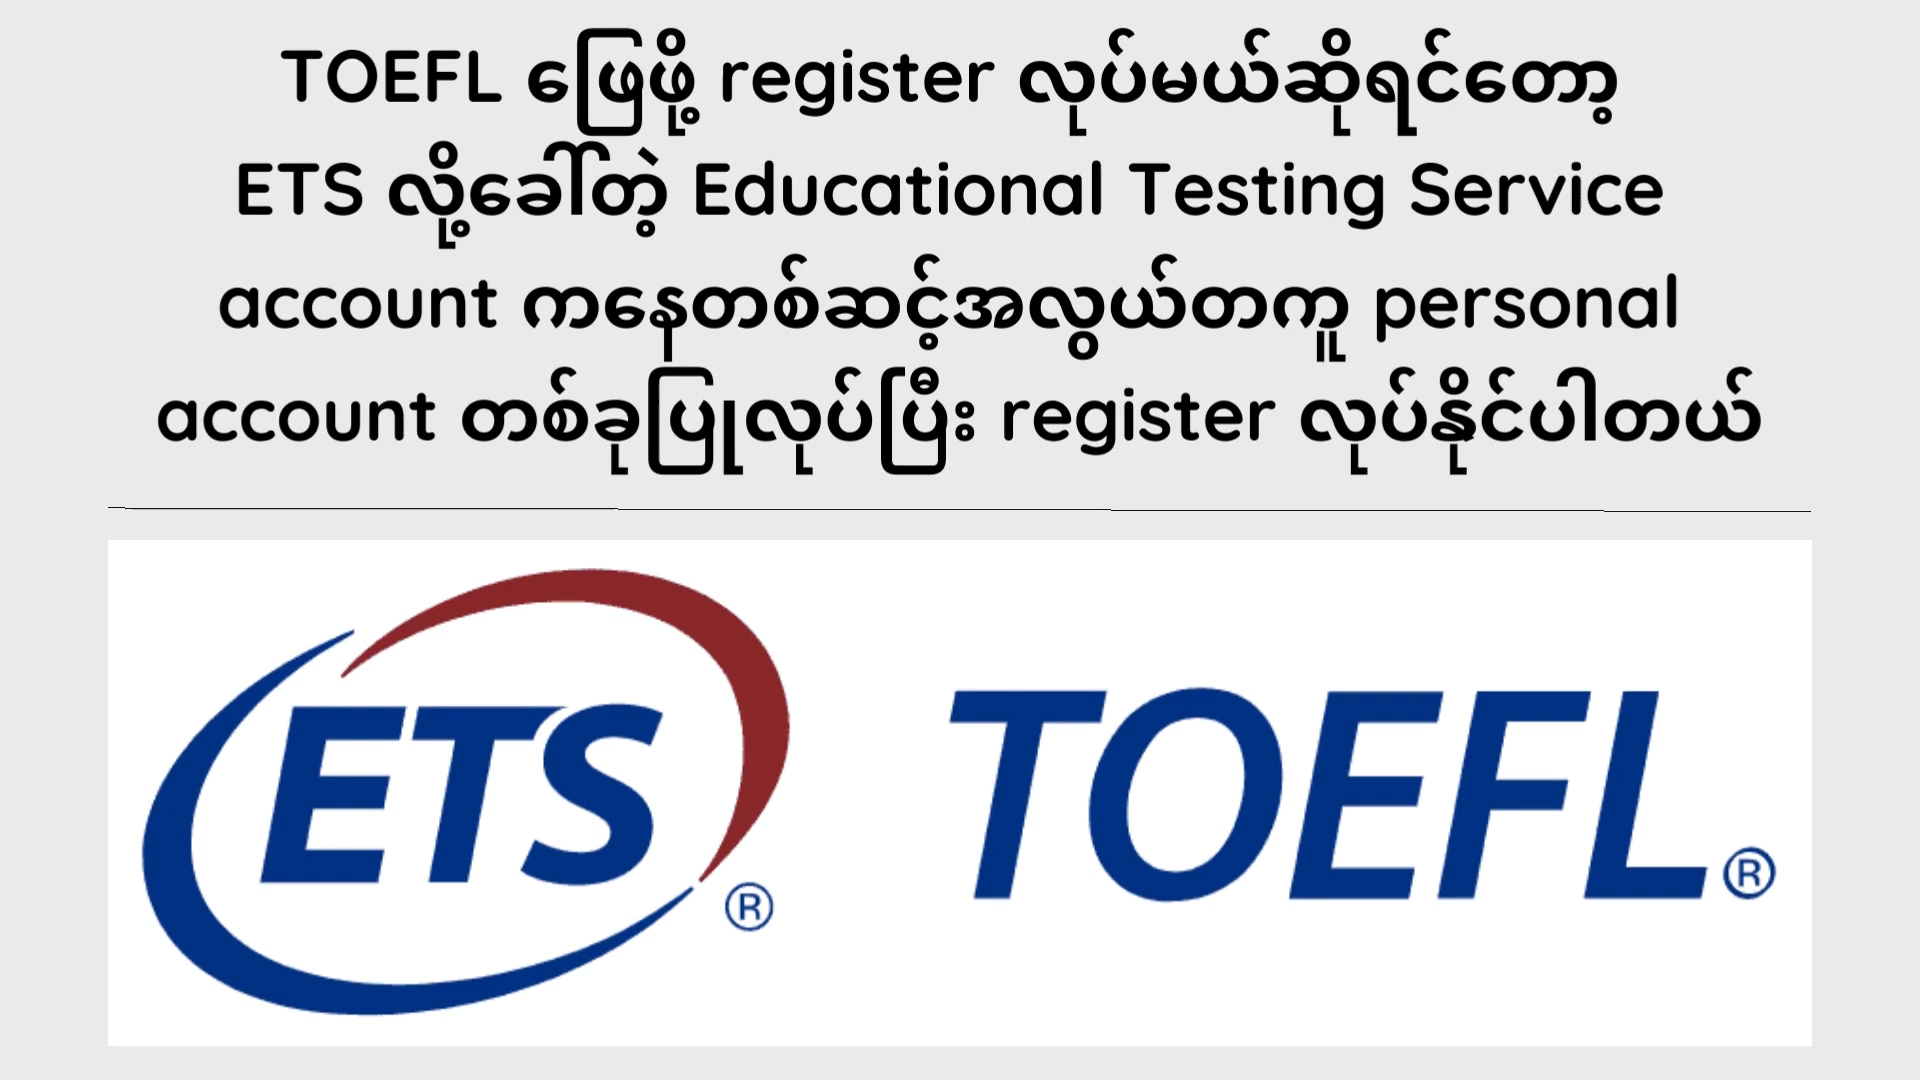 TOEFL ဖြေဖို့ register လုပ်မယ်ဆိုရင်တော့
ETS လို့ခေါ်တဲ့ Educational Testing Service
account ကနေတစ်ဆင့်အလွယ်တကူ personal
account တစ်ခုပြုလုပ်ပြီး register လုပ်နိုင်ပါတယ်
ETS® TOEFL®